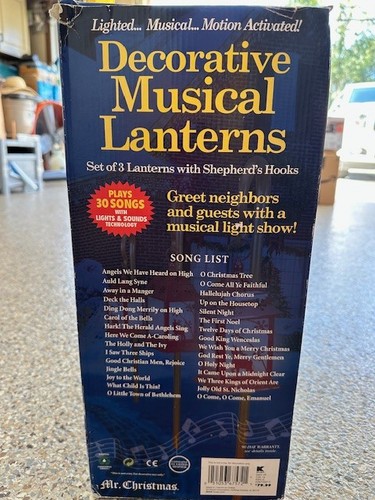 Lighted... Musical... Motion Activated!
Decorative
Musical
Lanterns
Set of 3 Lanterns with Shepherd's Hooks
PLAYS
30 SONGS
WITH
LIGHTS & SOUNDS
TECHNOLOGY
Greet neighbors
and guests with a
musical light show!
SONG LIST
Angels We Have Heard on High
Auld Lang Syne
Away in a Manger
Deck the Halls
Ding Dong Merrily on High
Carol of the Bells
Hark! The Herald Angels Sing
Here We Come A-Caroling
The Holly and The Ivy
I Saw Three Ships
Good Christian Men, Rejoice
Jingle Bells
Joy to the World
What Child Is This?
O Little Town of Bethlehem
O Christmas Tree
O Come All Ye Faithful
Hallelujah Chorus
Up on the Housetop
Silent Night
The First Noel
Twelve Days of Christmas
Good King Wenceslas
We Wish You a Merry Christmas
God Rest Ye, Merry Gentlemen
O Holy Night
It Came Upon a Midnight Clear
We Three Kings of Orient Are
Jolly Old St. Nicholas
O Come, O Come, Emanuel
90-DAY WARRANTY
see details inside.
CE
K
Mr. Christmas